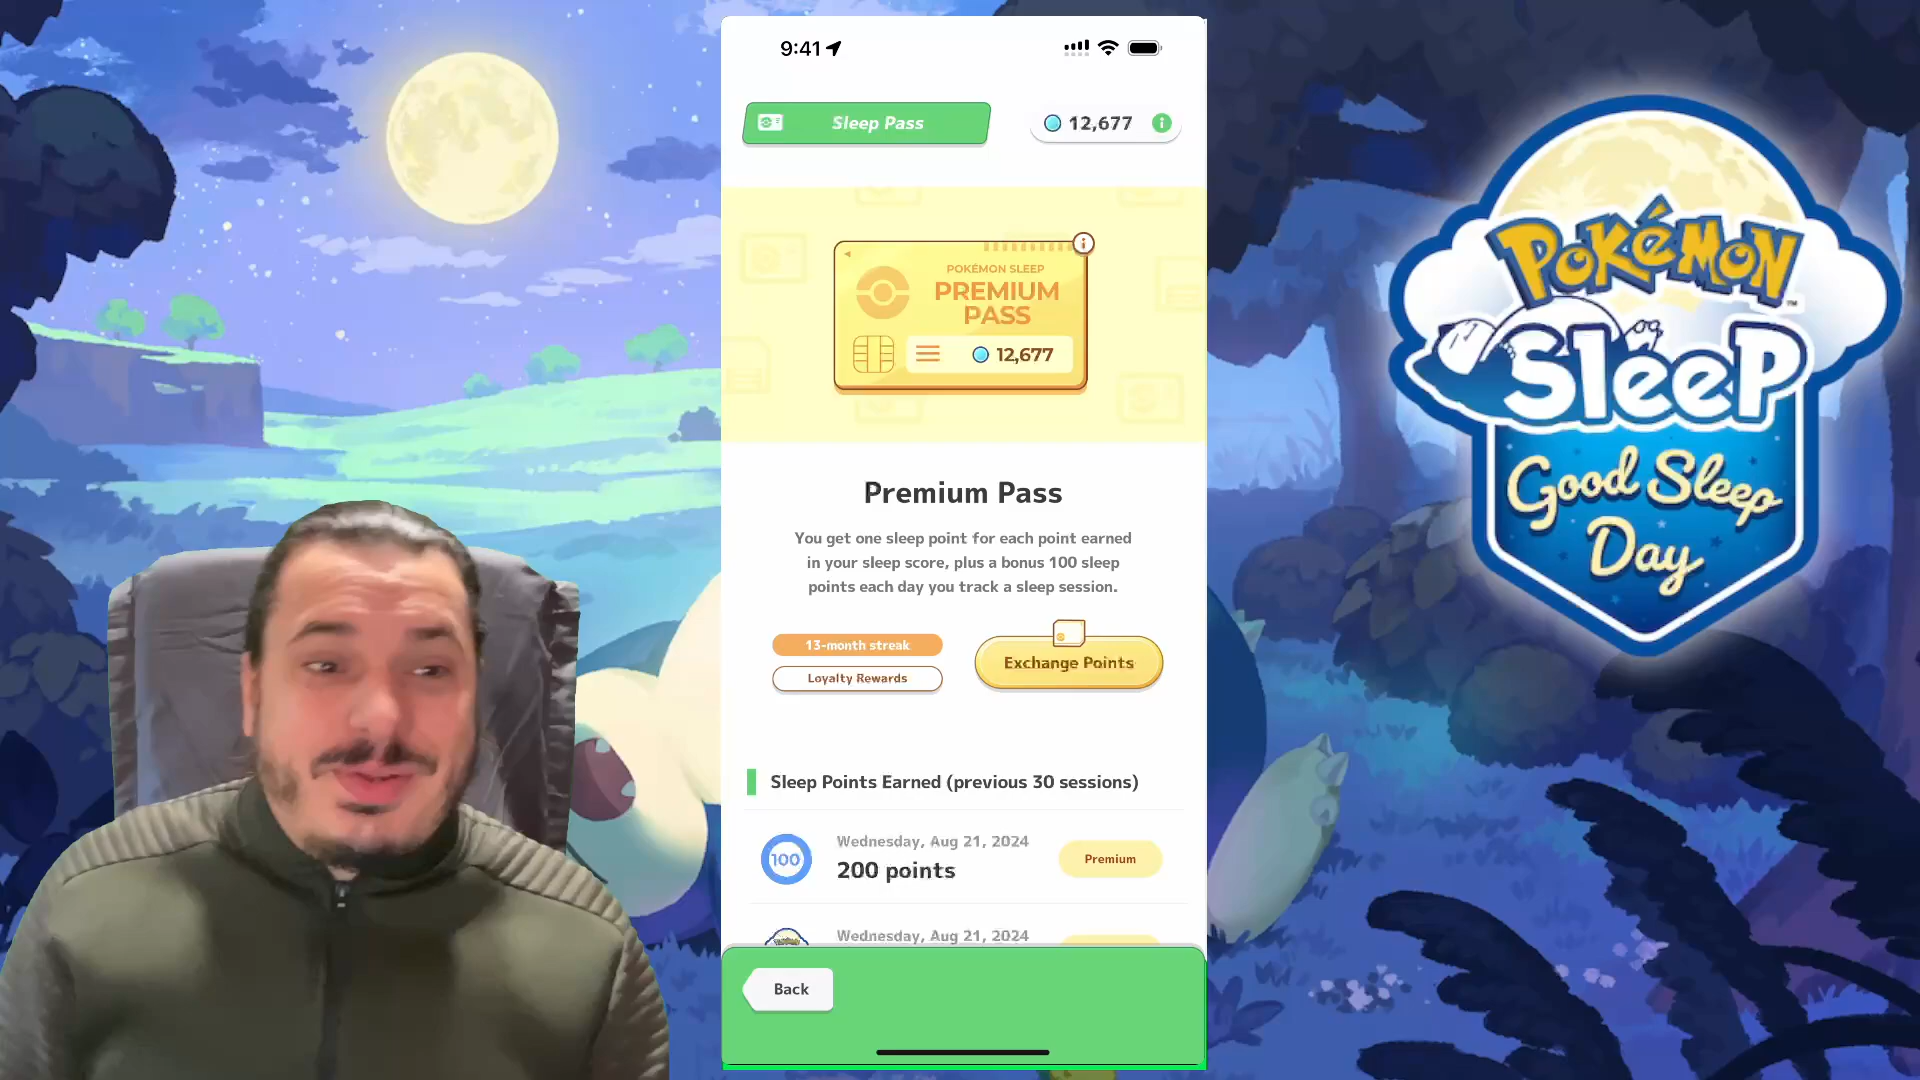 9:41
Sleep Pass
12,677
POKÉMON SLEEP
PREMIUM
PASS
12,677
Premium Pass
You get one sleep point for each point earned
in your sleep score, plus a bonus 100 sleep
points each day you track a sleep session.
13-month streak
Loyalty Rewards
Exchange Points
Sleep Points Earned (previous 30 sessions)
100
Wednesday, Aug 21, 2024
200 points
Premium
Wednesday, Aug 21, 2024
Back
POKéMON
™
Sleep
Good Sleep
Day